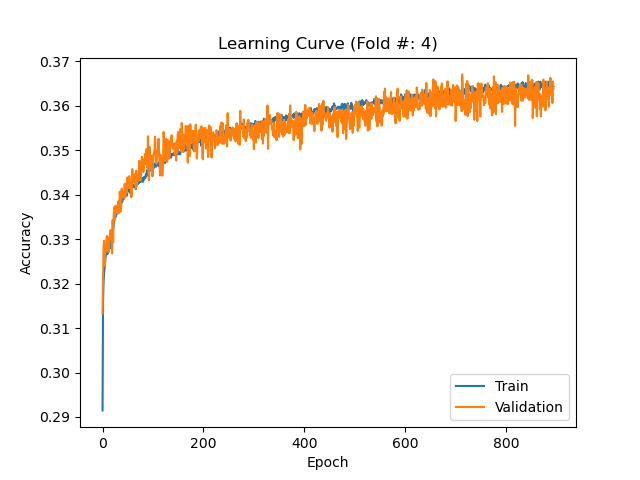 Learning Curve (Fold #: 4)
0.37
0.36
0.35
0.34
0.33
0.32
0.31
0.30
0.29
Accuracy
0
200
400
600
800
Epoch
Train
Validation